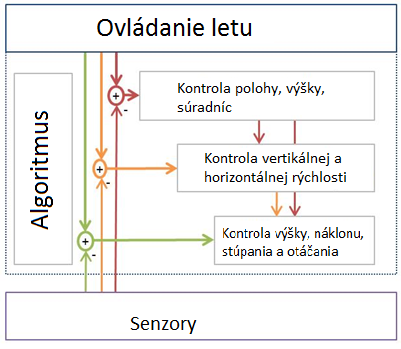 Ovládanie letu
Algoritmus
+
-
Kontrola polohy, výšky,
súradníc
+
-
Kontrola vertikálnej a
horizontálnej rýchlosti
+
-
Kontrola výšky, náklonu,
stúpania a otáčania
Senzory